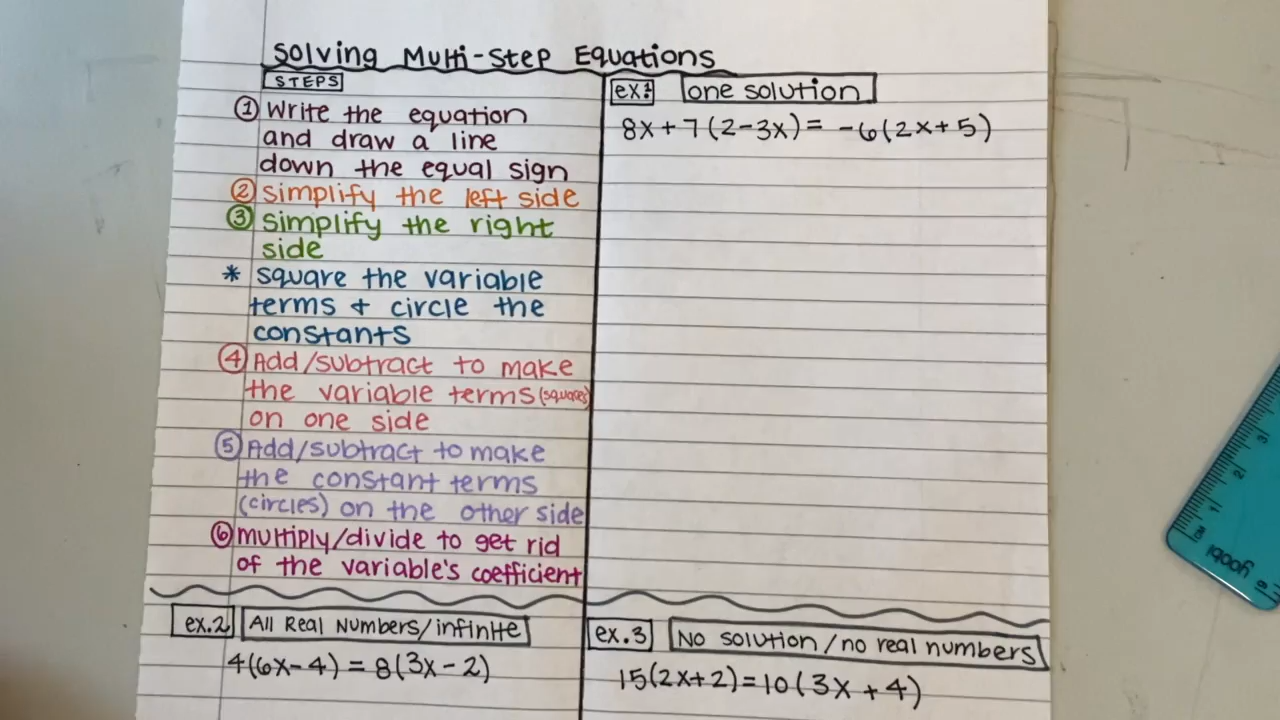 Solving Multi-Step Equations
STEPS
① Write the equation
and draw a line
down the equal sign
② simplify the left side
③ simplify the right
side
* square the variable
terms + circle the
constants
④ Add/subtract to make
the variable terms (squares)
on one side
⑤ Add/subtract to make
the constant terms
(circles) on the other side
⑥ multiply/divide to get rid
of the variable's coefficient
ex: one solution
8x+7(2-3x)= -6(2x+5)
ex.2 All Real Numbers/infinite
4(6x-4)=8(3x-2)
ex.3 No solution/no real numbers
15(2x+2)=10(3x+4)